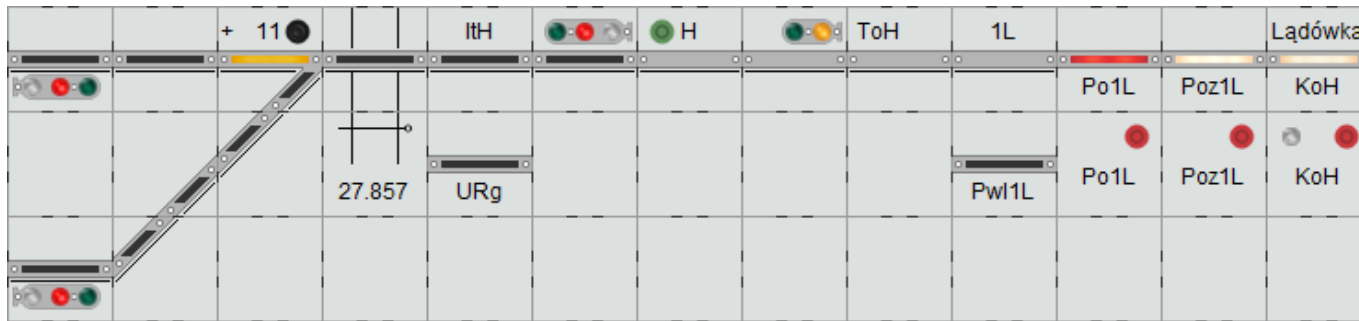 + 11 ItH H ToH 1L Lądówka
Po1L Poz1L KoH
27.857 URg Pwl1L Po1L Poz1L KoH